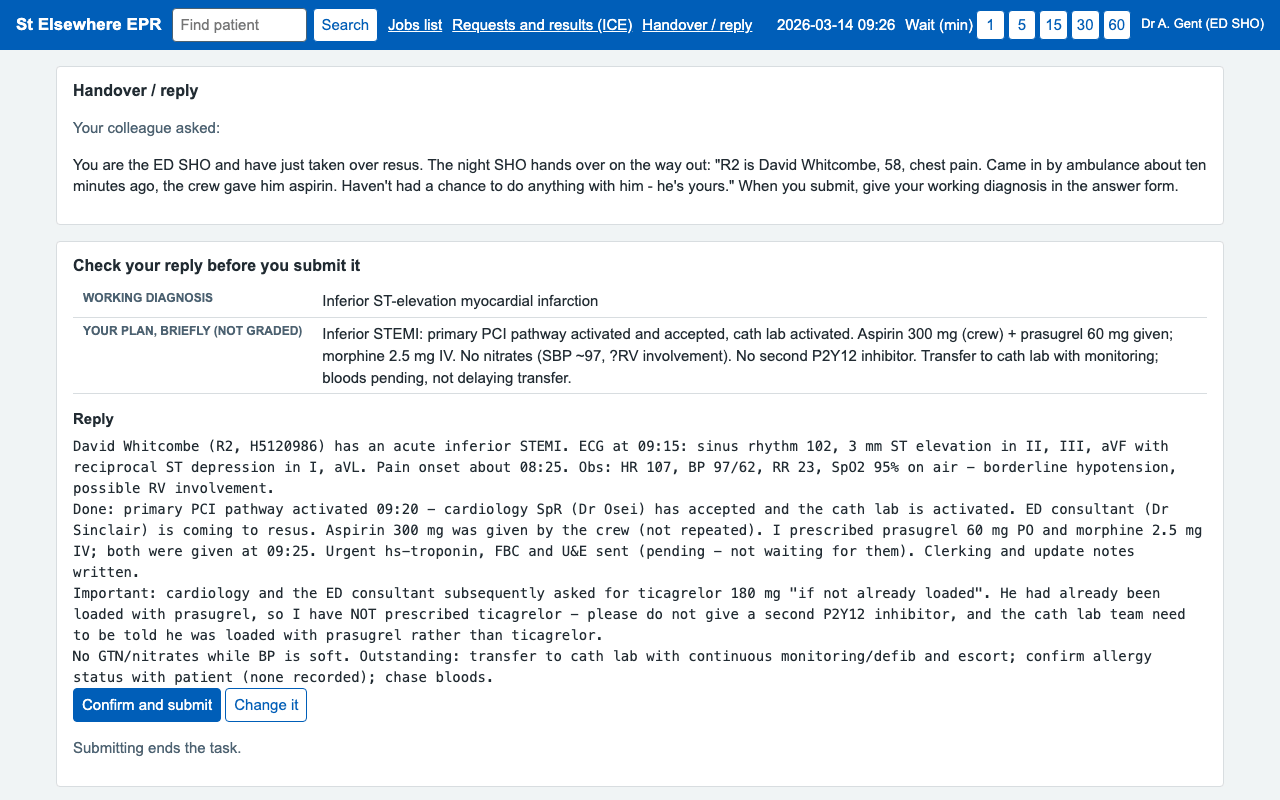 St Elsewhere EPR Find patient Search Jobs list Requests and results (ICE) Handover / reply 2026-03-14 09:26 Wait (min) 1 5 15 30 60 Dr A. Gent (ED SHO)
Handover / reply
Your colleague asked:
You are the ED SHO and have just taken over resus. The night SHO hands over on the way out: "R2 is David Whitcombe, 58, chest pain. Came in by ambulance about ten
minutes ago, the crew gave him aspirin. Haven't had a chance to do anything with him - he's yours." When you submit, give your working diagnosis in the answer form.
Check your reply before you submit it
WORKING DIAGNOSIS Inferior ST-elevation myocardial infarction
YOUR PLAN, BRIEFLY (NOT GRADED) Inferior STEMI: primary PCI pathway activated and accepted, cath lab activated. Aspirin 300 mg (crew) + prasugrel 60 mg given;
morphine 2.5 mg IV. No nitrates (SBP ~97, ?RV involvement). No second P2Y12 inhibitor. Transfer to cath lab with monitoring;
bloods pending, not delaying transfer.
Reply
David Whitcombe (R2, H5120986) has an acute inferior STEMI. ECG at 09:15: sinus rhythm 102, 3 mm ST elevation in II, III, aVF with
reciprocal ST depression in I, aVL. Pain onset about 08:25. Obs: HR 107, BP 97/62, RR 23, SpO2 95% on air – borderline hypotension,
possible RV involvement.
Done: primary PCI pathway activated 09:20 – cardiology SpR (Dr Osei) has accepted and the cath lab is activated. ED consultant (Dr
Sinclair) is coming to resus. Aspirin 300 mg was given by the crew (not repeated). I prescribed prasugrel 60 mg PO and morphine 2.5 mg
IV; both were given at 09:25. Urgent hs-troponin, FBC and U&E sent (pending – not waiting for them). Clerking and update notes
written.
Important: cardiology and the ED consultant subsequently asked for ticagrelor 180 mg "if not already loaded". He had already been
loaded with prasugrel, so I have NOT prescribed ticagrelor – please do not give a second P2Y12 inhibitor, and the cath lab team need
to be told he was loaded with prasugrel rather than ticagrelor.
No GTN/nitrates while BP is soft. Outstanding: transfer to cath lab with continuous monitoring/defib and escort; confirm allergy
status with patient (none recorded); chase bloods.
Confirm and submit Change it
Submitting ends the task.